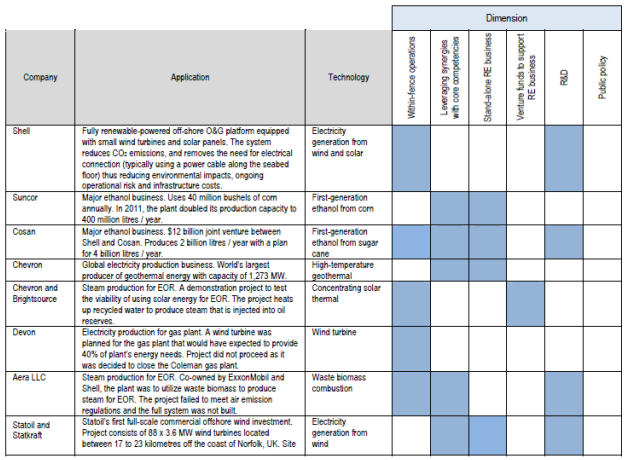 Dimension
Company
Application
Technology
Within-fence operations
Leveraging synergies
with core competencies
Stand-alone RE business
Venture funds to support
RE business
R&D
Public policy
Shell
Fully renewable-powered off-shore O&G platform equipped
with small wind turbines and solar panels. The system
reduces CO₂ emissions, and removes the need for electrical
connection (typically using a power cable along the seabed
floor) thus reducing environmental impacts, ongoing
operational risk and infrastructure costs.
Electricity
generation from
wind and solar
Suncor
Major ethanol business. Uses 40 million bushels of corn
annually. In 2011, the plant doubled its production capacity to
400 million litres / year.
First-generation
ethanol from corn
Cosan
Major ethanol business. $12 billion joint venture between
Shell and Cosan. Produces 2 billion litres / year with a plan
for 4 billion litres / year.
First-generation
ethanol from sugar
cane
Chevron
Global electricity production business. World's largest
producer of geothermal energy with capacity of 1,273 MW.
High-temperature
geothermal
Chevron and
Brightsource
Steam production for EOR. A demonstration project to test
the viability of using solar energy for EOR. The project heats
up recycled water to produce steam that is injected into oil
reserves.
Concentrating solar
thermal
Devon
Electricity production for gas plant. A wind turbine was
planned for the gas plant that would have expected to provide
40% of plant's energy needs. Project did not proceed as it
was decided to close the Coleman gas plant.
Wind turbine
Aera LLC
Steam production for EOR. Co-owned by ExxonMobil and
Shell, the plant was to utilize waste biomass to produce
steam for EOR. The project failed to meet air emission
regulations and the full system was not built.
Waste biomass
combustion
Statoil and
Statkraft
Statoil's first full-scale commercial offshore wind investment.
Project consists of 88 x 3.6 MW wind turbines located
between 17 to 23 kilometres off the coast of Norfolk, UK. Site
Electricity
generation from
wind